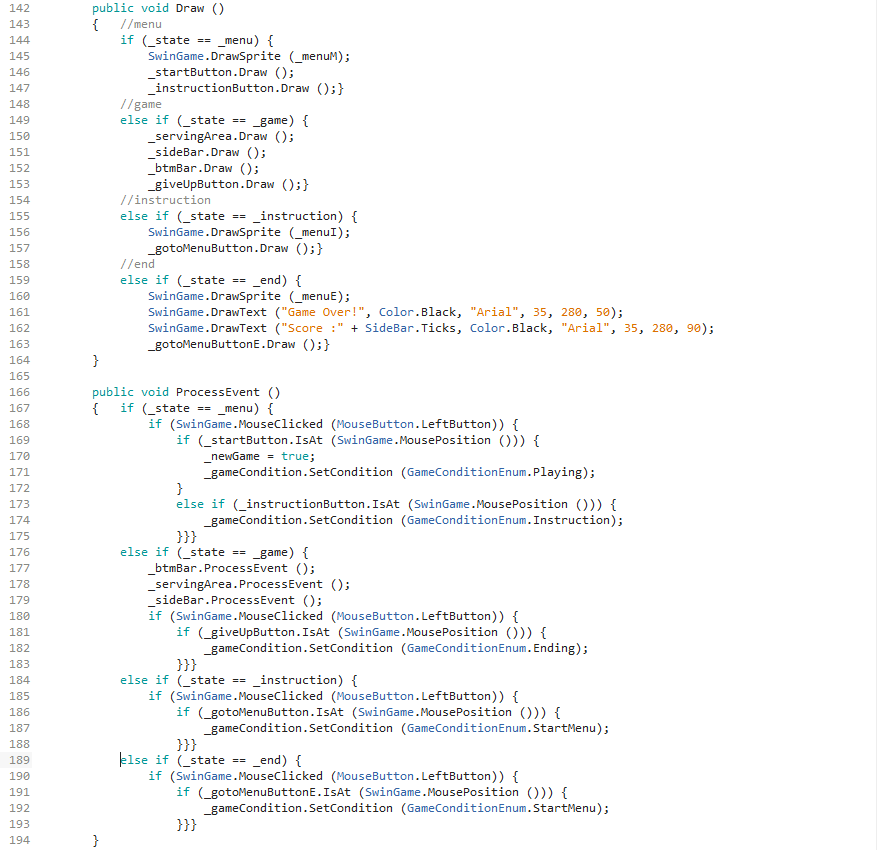 142 public void Draw ()
143 { //menu
144 if (_state == _menu) {
145 SwinGame.DrawSprite (_menuM);
146 _startButton.Draw ();
147 _instructionButton.Draw ();}
148 //game
149 else if (_state == _game) {
150 _servingArea.Draw ();
151 _sideBar.Draw ();
152 _btmBar.Draw ();
153 _giveUpButton.Draw ();}
154 //instruction
155 else if (_state == _instruction) {
156 SwinGame.DrawSprite (_menuI);
157 _gotoMenuButton.Draw ();}
158 //end
159 else if (_state == _end) {
160 SwinGame.DrawSprite (_menuE);
161 SwinGame.DrawText ("Game Over!", Color.Black, "Arial", 35, 280, 50);
162 SwinGame.DrawText ("Score :" + SideBar.Ticks, Color.Black, "Arial", 35, 280, 90);
163 _gotoMenuButtonE.Draw ();}
164 }
165
166 public void ProcessEvent ()
167 { if (_state == _menu) {
168 if (SwinGame.MouseClicked (MouseButton.LeftButton)) {
169 if (_startButton.IsAt (SwinGame.MousePosition ())) {
170 _newGame = true;
171 _gameCondition.SetCondition (GameConditionEnum.Playing);
172 }
173 else if (_instructionButton.IsAt (SwinGame.MousePosition ())) {
174 _gameCondition.SetCondition (GameConditionEnum.Instruction);
175 }}}
176 else if (_state == _game) {
177 _btmBar.ProcessEvent ();
178 _servingArea.ProcessEvent ();
179 _sideBar.ProcessEvent ();
180 if (SwinGame.MouseClicked (MouseButton.LeftButton)) {
181 if (_giveUpButton.IsAt (SwinGame.MousePosition ())) {
182 _gameCondition.SetCondition (GameConditionEnum.Ending);
183 }}}
184 else if (_state == _instruction) {
185 if (SwinGame.MouseClicked (MouseButton.LeftButton)) {
186 if (_gotoMenuButton.IsAt (SwinGame.MousePosition ())) {
187 _gameCondition.SetCondition (GameConditionEnum.StartMenu);
188 }}}
189 else if (_state == _end) {
190 if (SwinGame.MouseClicked (MouseButton.LeftButton)) {
191 if (_gotoMenuButtonE.IsAt (SwinGame.MousePosition ())) {
192 _gameCondition.SetCondition (GameConditionEnum.StartMenu);
193 }}}
194 }